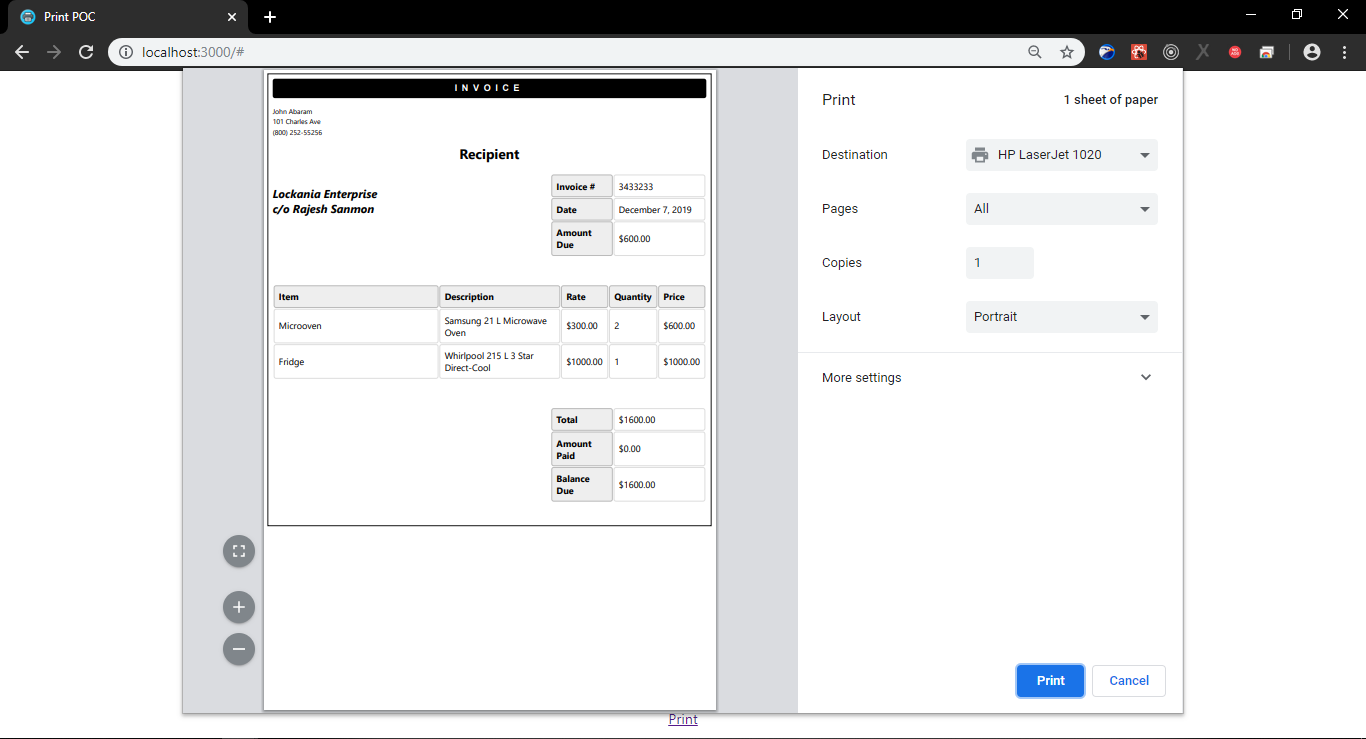 Print POC
localhost:3000/#
INVOICE
John Abaram
101 Charles Ave
(800) 252-55256
Recipient
Lockania Enterprise
c/o Rajesh Sanmon
Invoice # 3433233
Date December 7, 2019
Amount
Due
$600.00
Item Description Rate Quantity Price
Microoven
Samsung 21 L Microwave
Oven
$300.00 2 $600.00
Fridge
Whirlpool 215 L 3 Star
Direct-Cool
$1000.00 1 $1000.00
Total $1600.00
Amount
Paid
$0.00
Balance
Due
$1600.00
Print 1 sheet of paper
Destination HP LaserJet 1020
Pages All
Copies 1
Layout Portrait
More settings
Print Cancel
Print